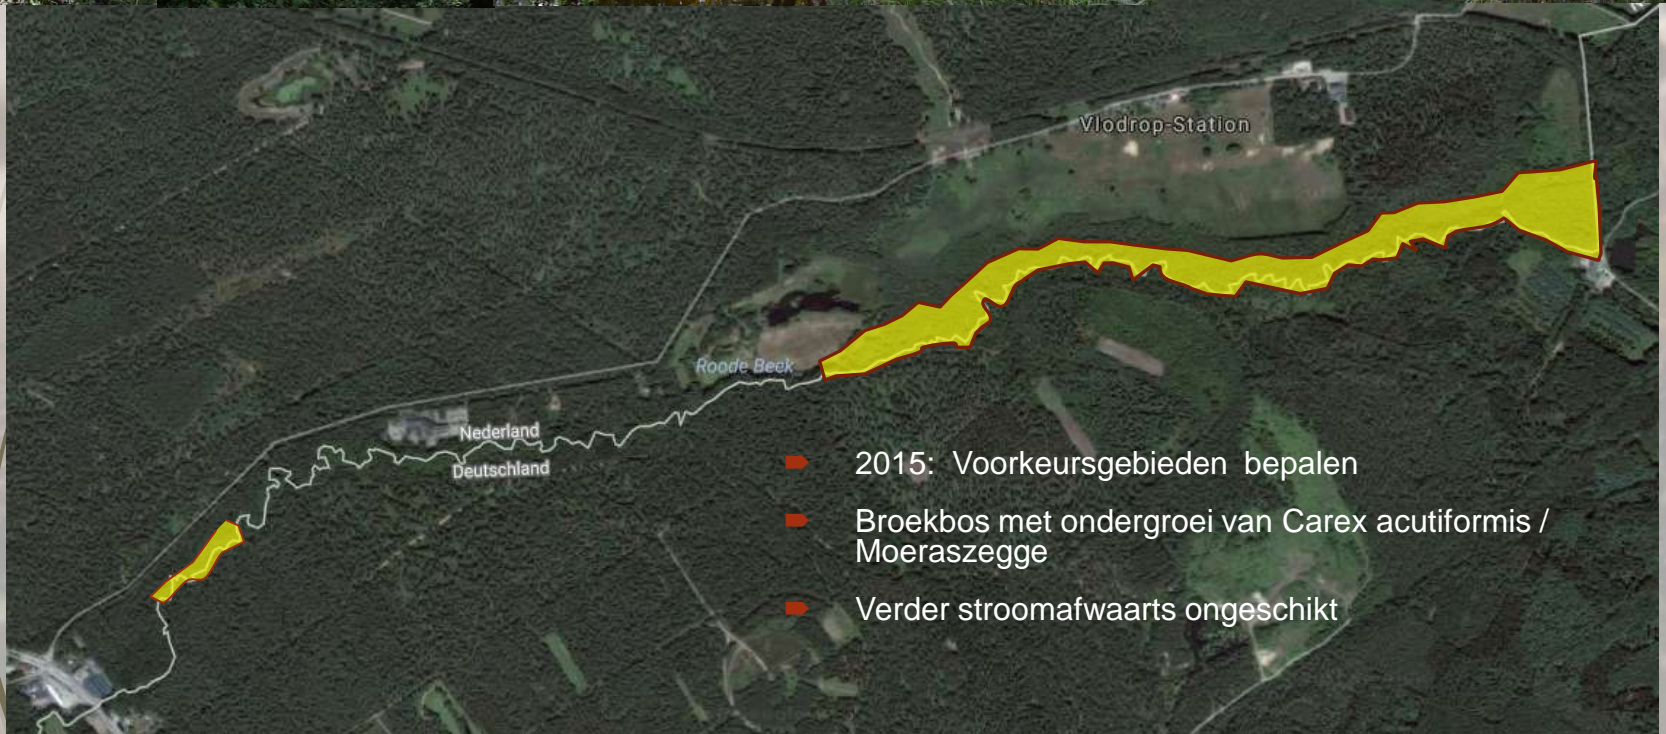 Vlodrop-Station
Roode Beek
Nederland
Deutschland
2015: Voorkeursgebieden bepalen
Broekbos met ondergroei van Carex acutiformis /
Moeraszegge
Verder stroomafwaarts ongeschikt